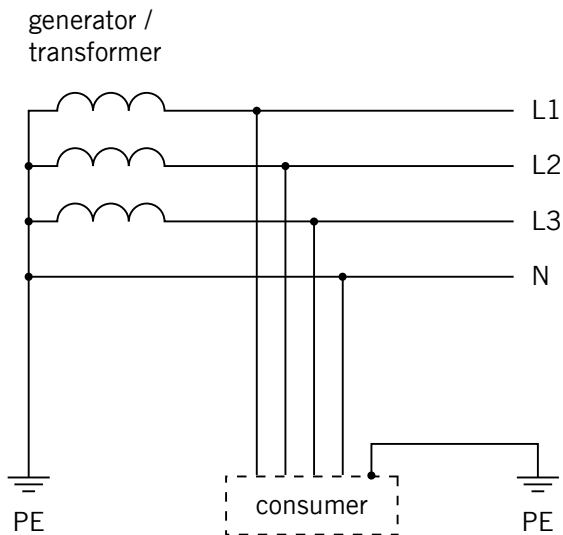 generator /
transformer
L1
L2
L3
N
consumer
PE
PE